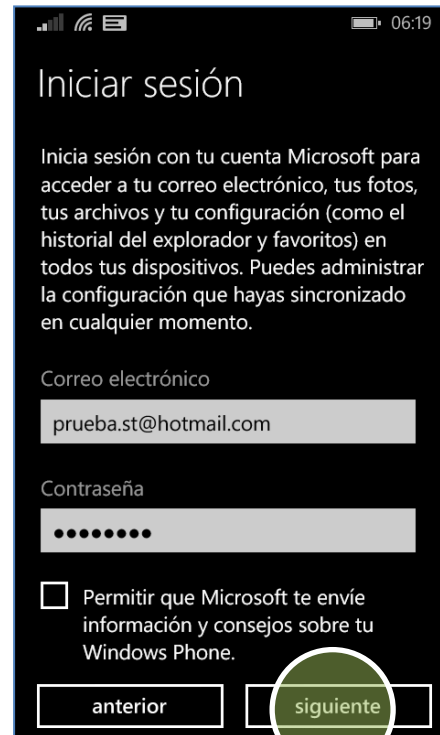 06:19
Iniciar sesión
Inicia sesión con tu cuenta Microsoft para
acceder a tu correo electrónico, tus fotos,
tus archivos y tu configuración (como el
historial del explorador y favoritos) en
todos tus dispositivos. Puedes administrar
la configuración que hayas sincronizado
en cualquier momento.
Correo electrónico
prueba.st@hotmail.com
Contraseña
••••••••
Permitir que Microsoft te envíe
información y consejos sobre tu
Windows Phone.
anterior siguiente